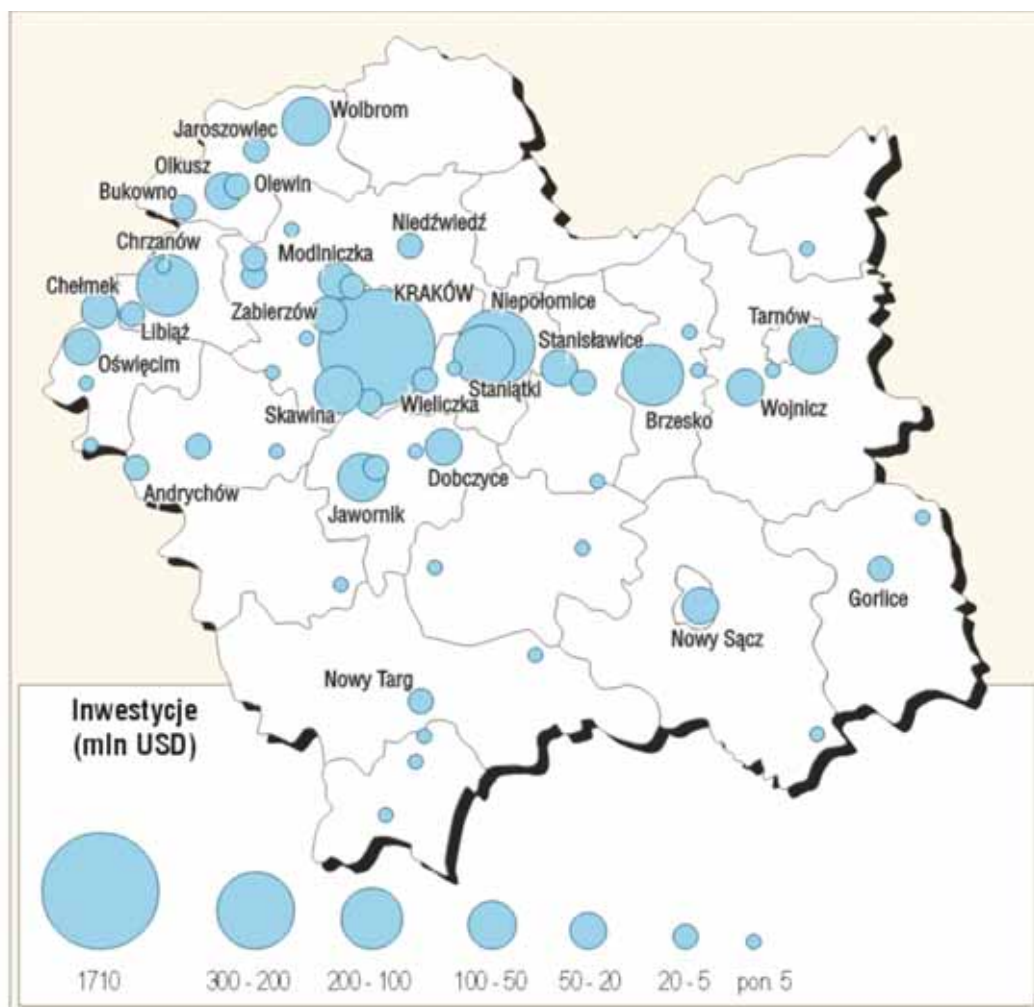 Wolbrom
Jaroszowiec
Olkusz
Olewin
Bukowno
Niedźwiedź
Chrzanów
Modlniczka
Chełmek
KRAKÓW
Niepołomice
Zabierzów
Tarnów
Libiąż
Stanisławice
Oświęcim
Staniątki
Skawina
Wieliczka
Brzesko
Wojnicz
Andrychów
Dobczyce
Jawornik
Gorlice
Nowy Sącz
Nowy Targ
Inwestycje
(mln USD)
1710 300 - 200 200 - 100 100 - 50 50 - 20 20 - 5 pon. 5